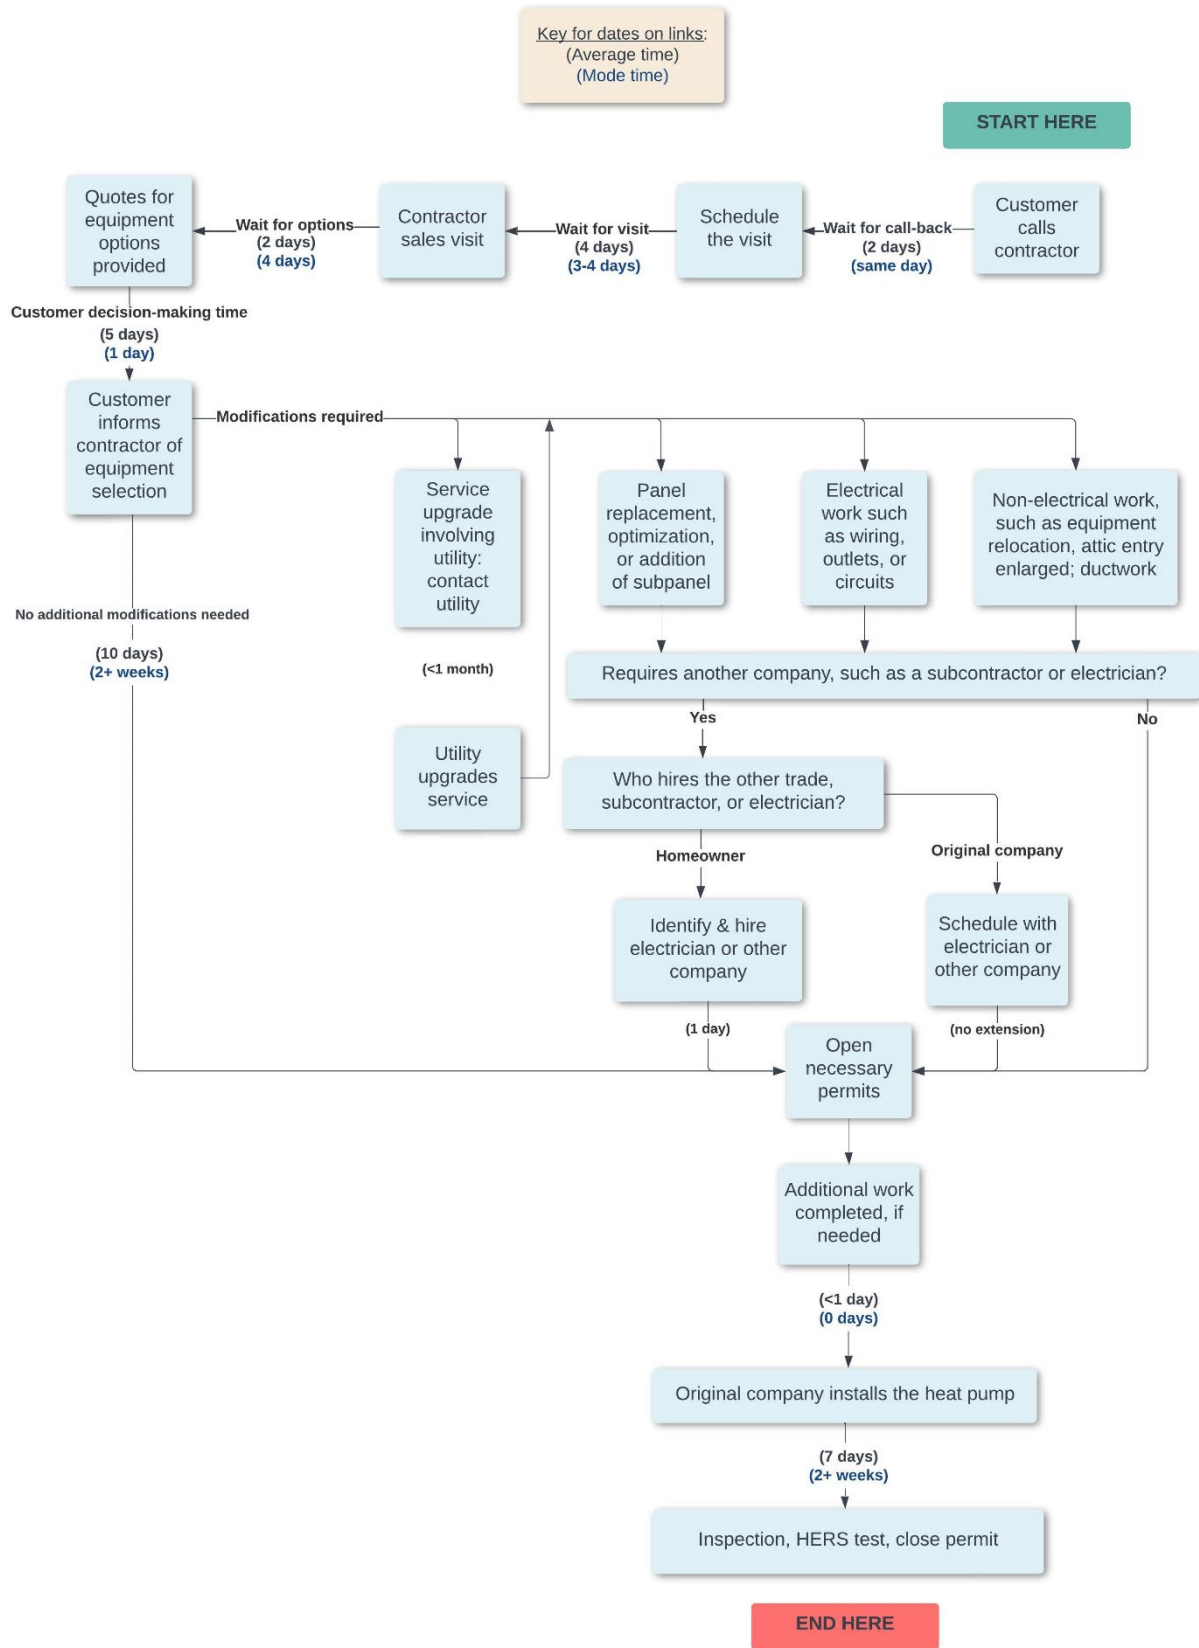 Key for dates on links:
(Average time)
(Mode time)
START HERE
Customer
calls
contractor
Wait for call-back
(2 days)
(same day)
Schedule
the visit
Wait for visit
(4 days)
(3-4 days)
Contractor
sales visit
Wait for options
(2 days)
(4 days)
Quotes for
equipment
options
provided
Customer decision-making time
(5 days)
(1 day)
Customer
informs
contractor of
equipment
selection
Modifications required
Service
upgrade
involving
utility:
contact
utility
(<1 month)
Utility
upgrades
service
Panel
replacement,
optimization,
or addition
of subpanel
Electrical
work such
as wiring,
outlets, or
circuits
Non-electrical work,
such as equipment
relocation, attic entry
enlarged; ductwork
No additional modifications needed
(10 days)
(2+ weeks)
Requires another company, such as a subcontractor or electrician?
Yes
No
Who hires the other trade,
subcontractor, or electrician?
Homeowner
Original company
Identify & hire
electrician or other
company
Schedule with
electrician or
other company
(1 day)
(no extension)
Open
necessary
permits
Additional work
completed, if
needed
(<1 day)
(0 days)
Original company installs the heat pump
(7 days)
(2+ weeks)
Inspection, HERS test, close permit
END HERE